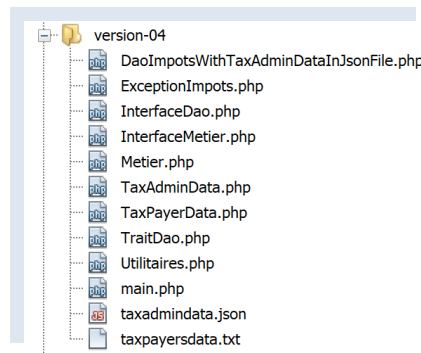 version-04
DaoImpotsWithTaxAdminDataInJsonFile.php
ExceptionImpots.php
InterfaceDao.php
InterfaceMetier.php
Metier.php
TaxAdminData.php
TaxPayerData.php
TraitDao.php
Utilitaires.php
main.php
taxadmindata.json
taxpayersdata.txt